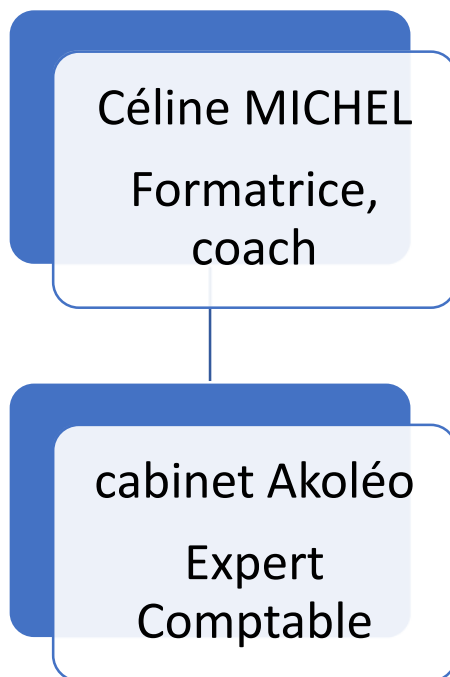 Céline MICHEL
Formatrice,
coach
cabinet Akoléo
Expert
Comptable